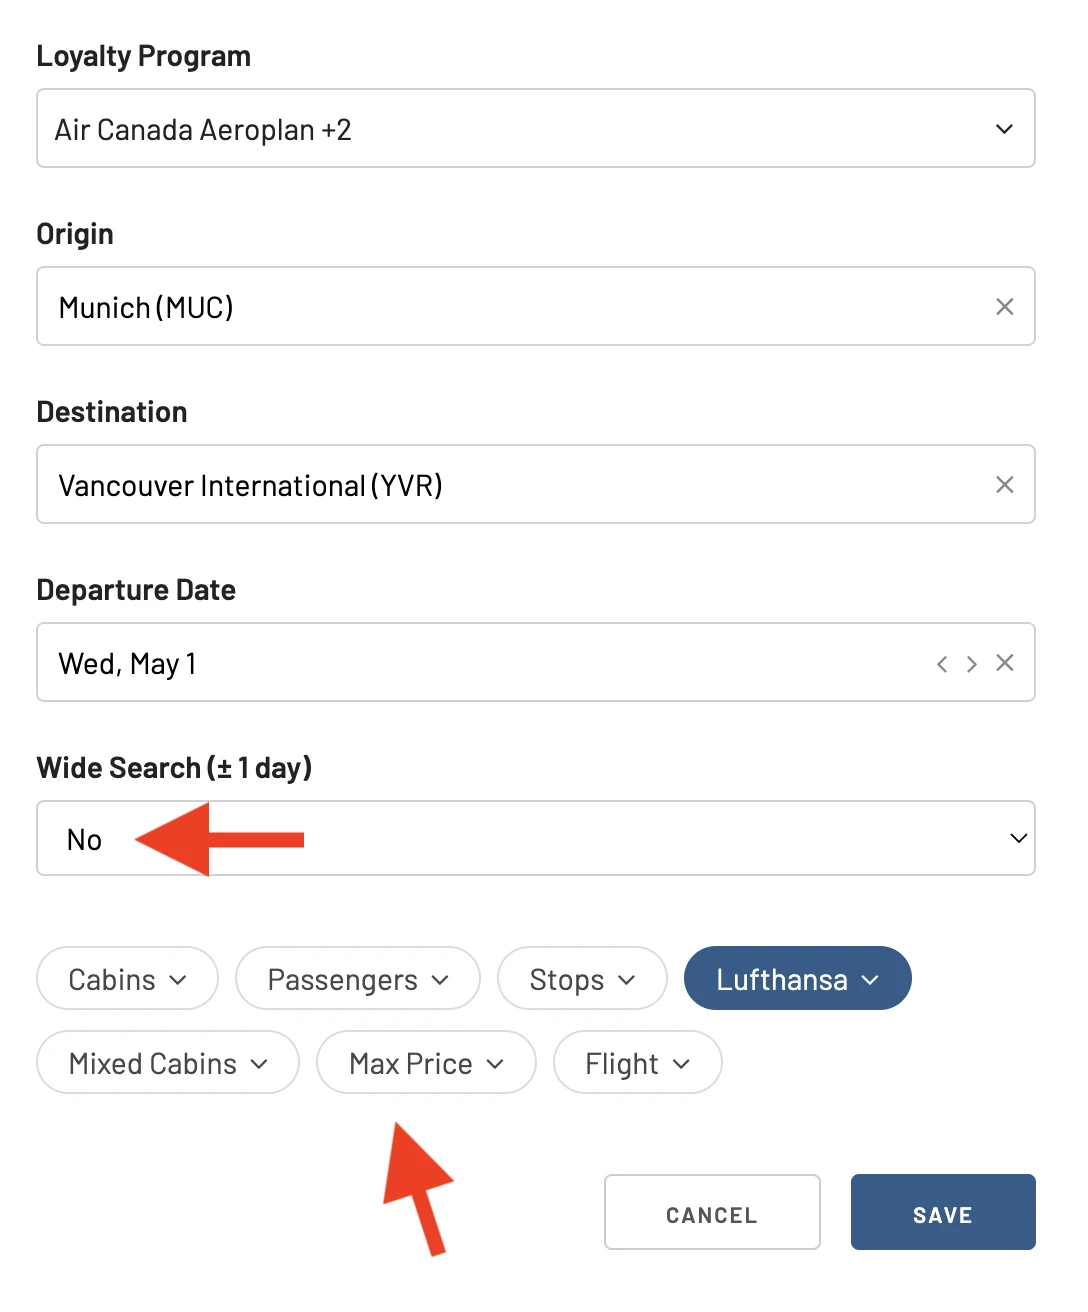 Loyalty Program
Air Canada Aeroplan +2
Origin
Munich (MUC)
Destination
Vancouver International (YVR)
Departure Date
Wed, May 1
Wide Search (± 1 day)
No
Cabins Passengers Stops Lufthansa
Mixed Cabins Max Price Flight
CANCEL SAVE